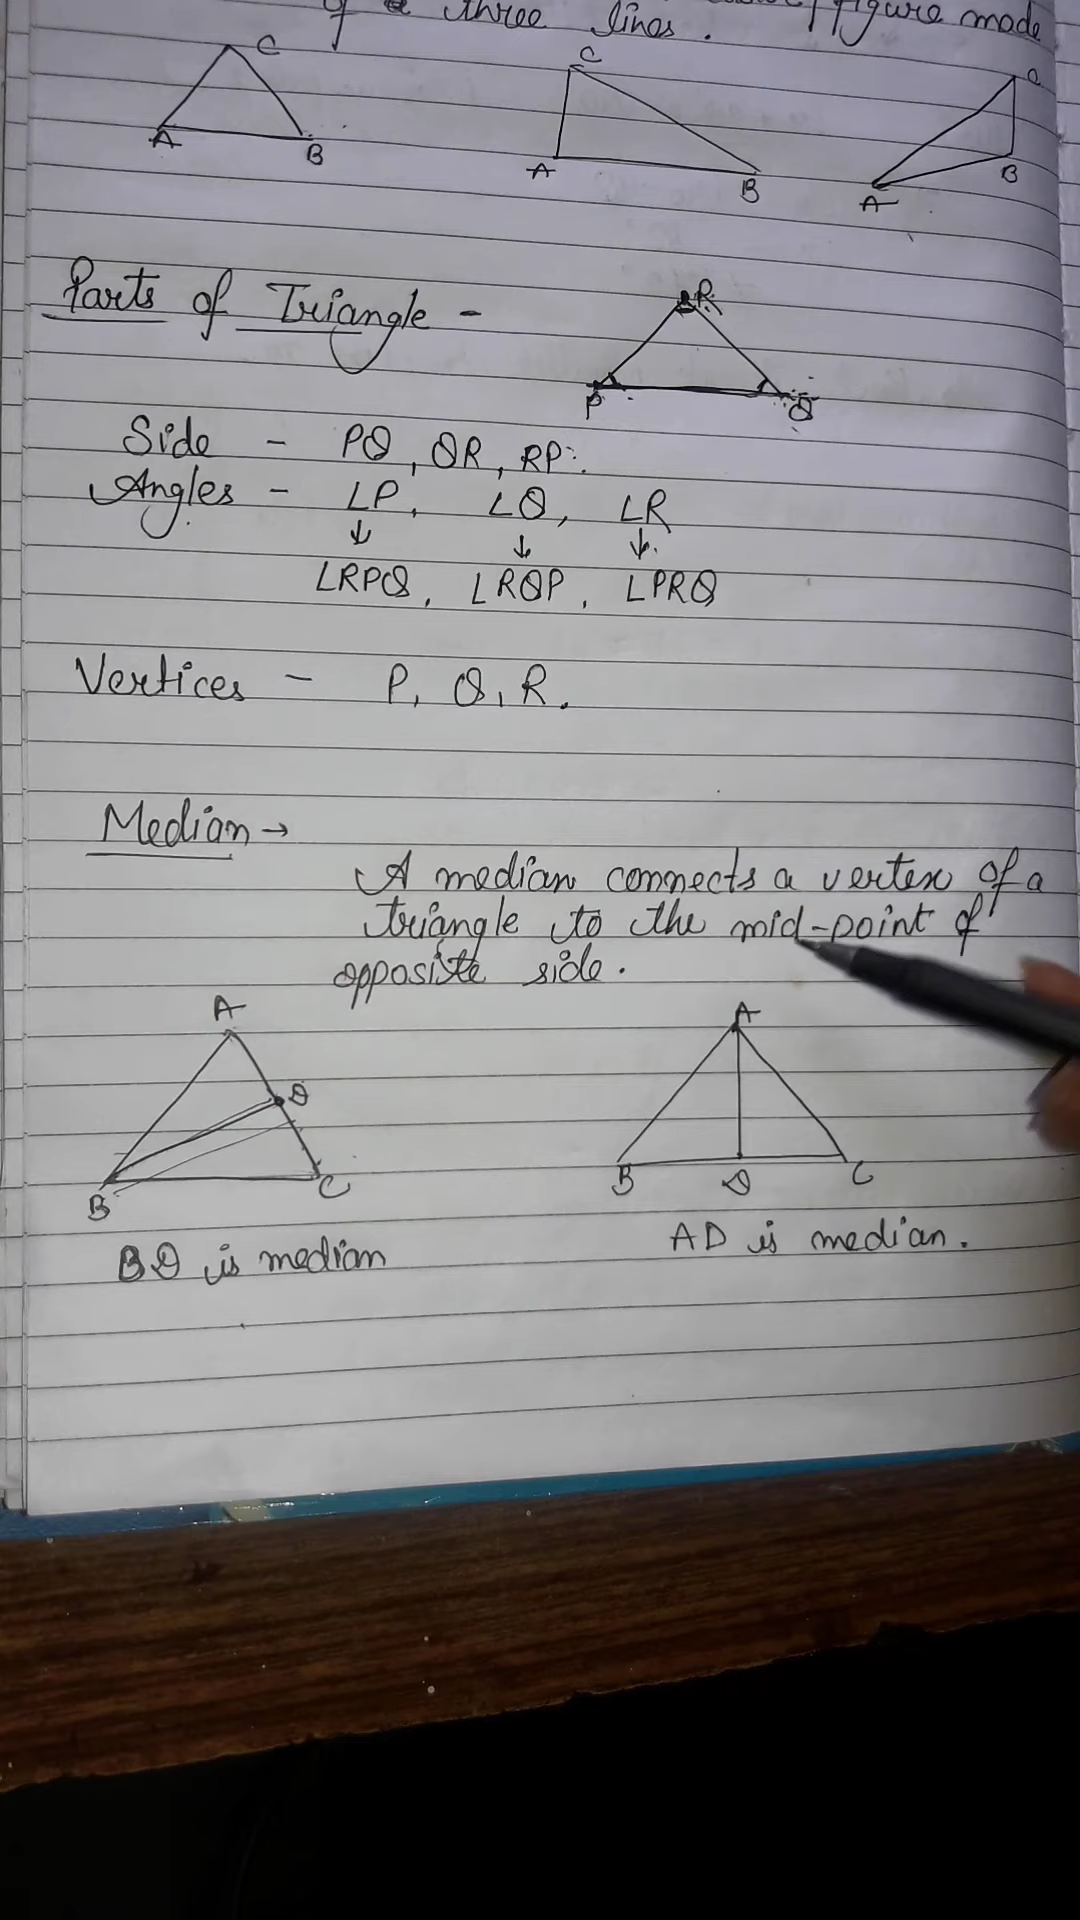 of a three lines. figure made
C
A
B
C
A
B
C
A
B
Parts of Triangle -
R
P
Q
Side - PQ, QR, RP.
Angles - ∠P, ∠Q, ∠R
↓ ↓ ↓
∠RPQ, ∠RQP, ∠PRQ
Vertices - P, Q, R.
Median →
A median connects a vertex of a
triangle to the mid-point of
opposite side.
A
D
B
C
A
B
D
C
BD is median
AD is median.